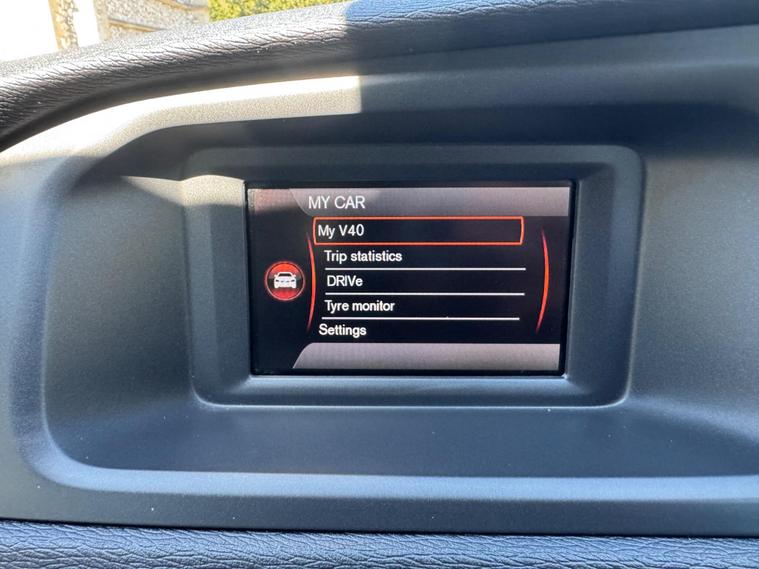 MY CAR
My V40
Trip statistics
DRIVe
Tyre monitor
Settings